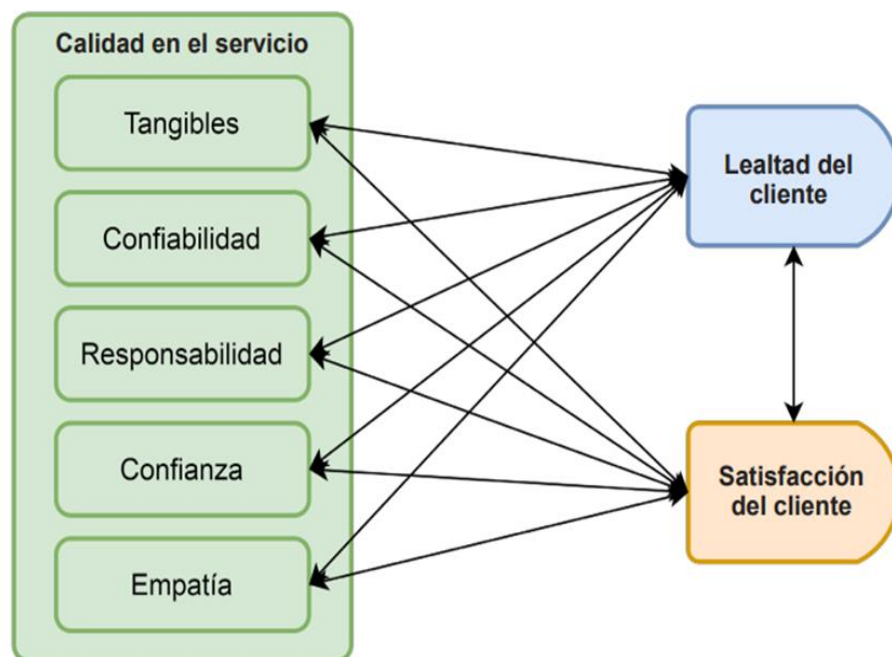 Calidad en el servicio
Tangibles
Confiabilidad
Responsabilidad
Confianza
Empatía
Lealtad del
cliente
Satisfacción
del cliente